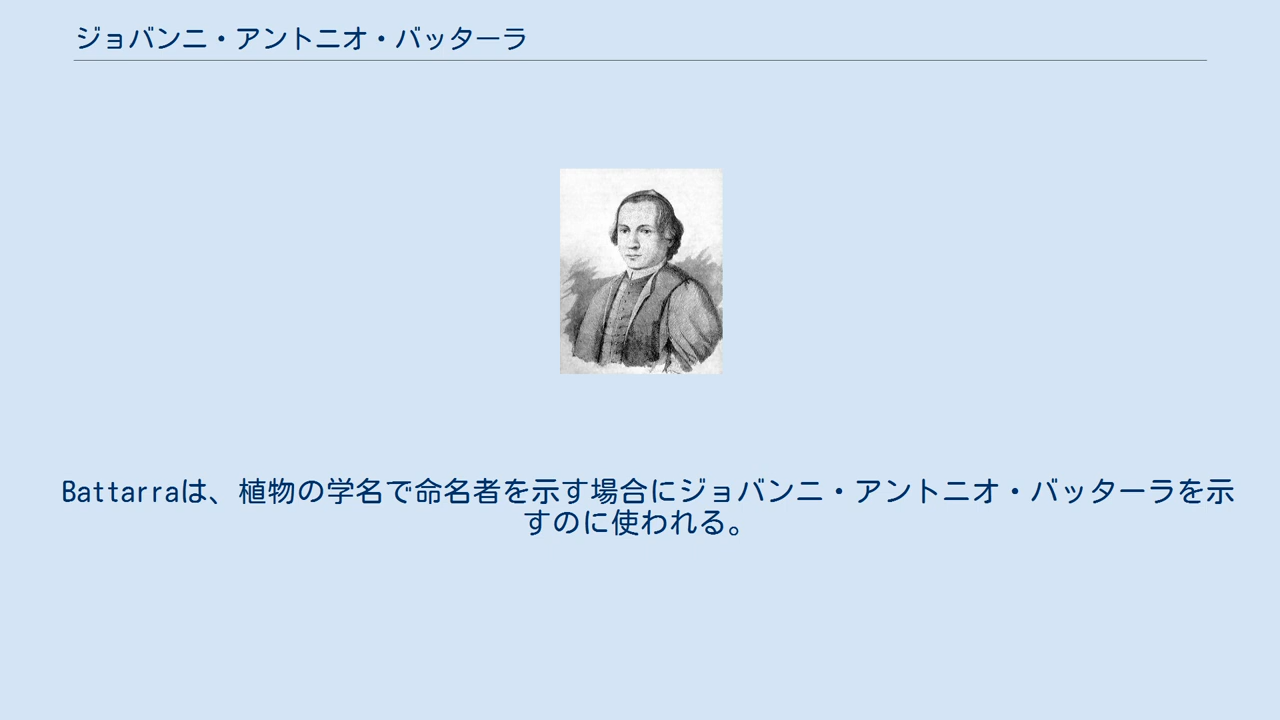 ジョバンニ・アントニオ・バッターラ
Battarraは、植物の学名で命名者を示す場合にジョバンニ・アントニオ・バッターラを示
すのに使われる。